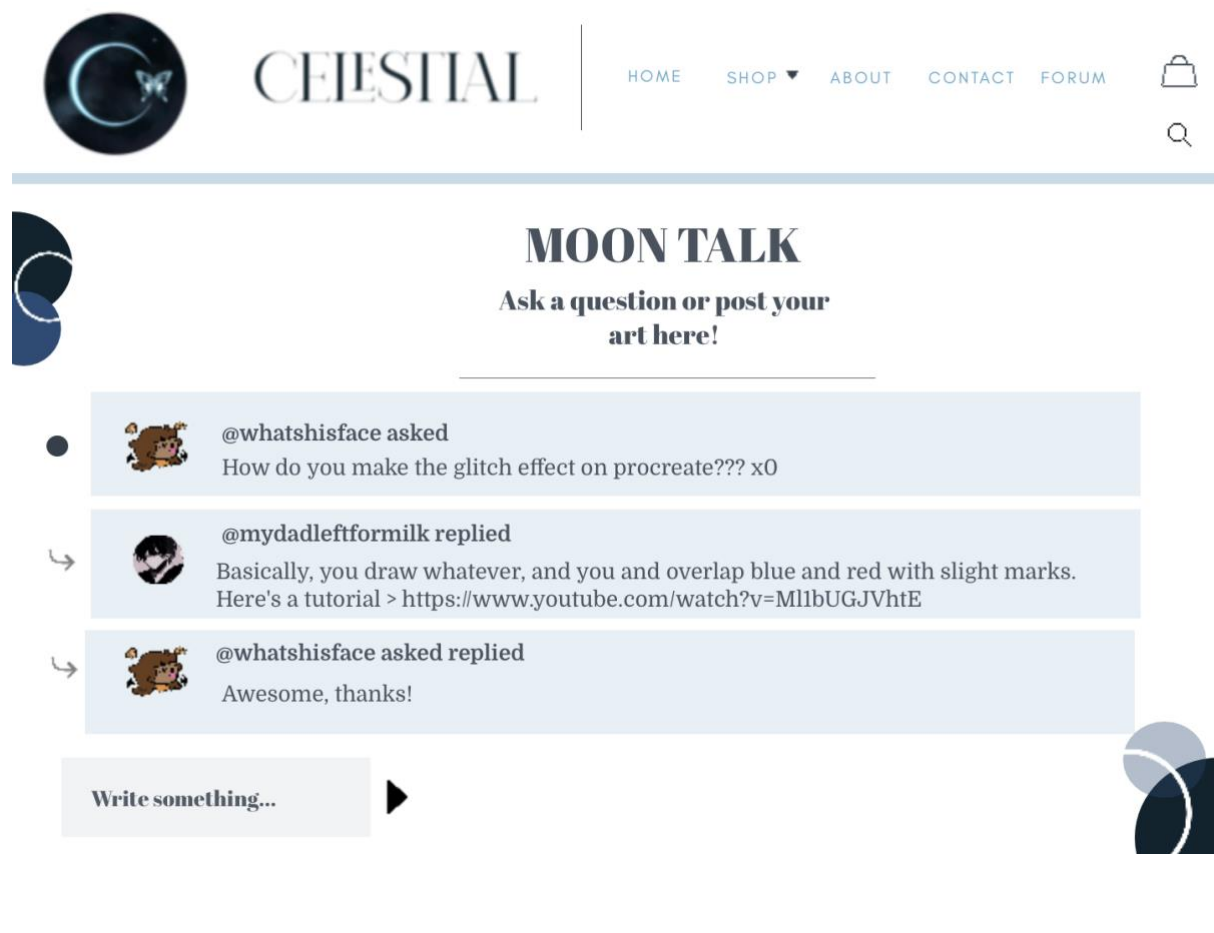 CELESTIAL
HOME SHOP ▼ ABOUT CONTACT FORUM
MOON TALK
Ask a question or post your
art here!
@whatshisface asked
How do you make the glitch effect on procreate??? x0
@mydadleftformilk replied
Basically, you draw whatever, and you and overlap blue and red with slight marks.
Here's a tutorial > https://www.youtube.com/watch?v=Ml1bUGJVhtE
@whatshisface asked replied
Awesome, thanks!
Write something...